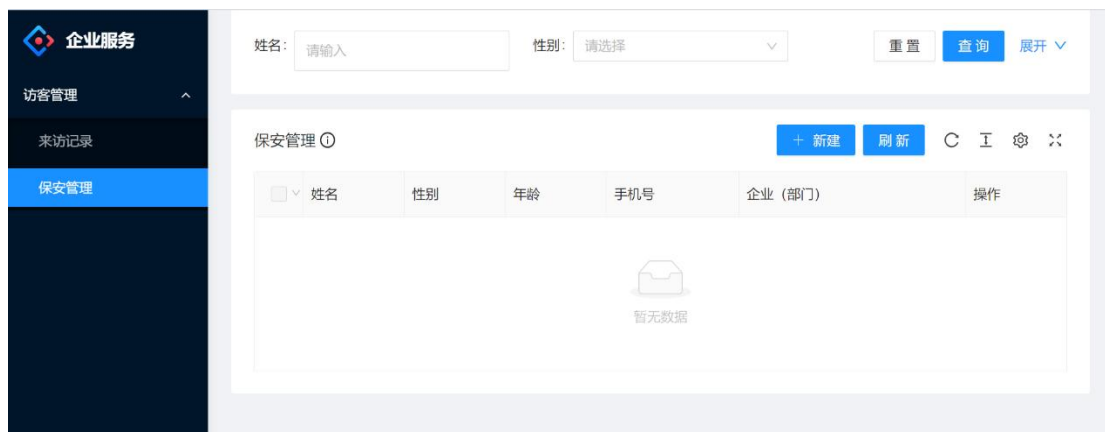 企业服务
姓名: 请输入 性别: 请选择 重置 查询 展开
访客管理
来访记录
保安管理
保安管理 + 新建 刷新
姓名 性别 年龄 手机号 企业（部门） 操作
暂无数据